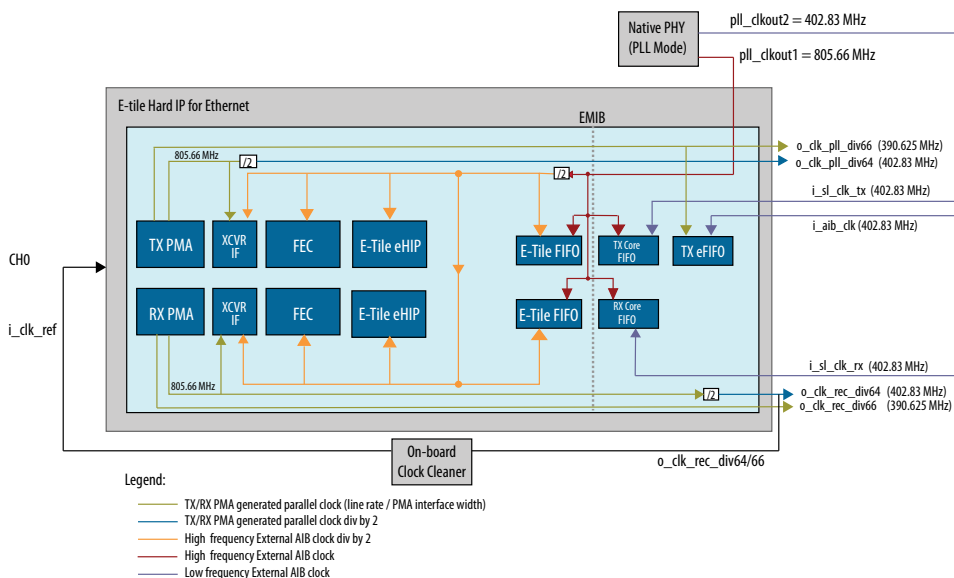 pll_clkout2 = 402.83 MHz
Native PHY
(PLL Mode)
pll_clkout1 = 805.66 MHz
E-tile Hard IP for Ethernet
EMIB
805.66 MHz
/2
o_clk_pll_div66 (390.625 MHz)
o_clk_pll_div64 (402.83 MHz)
/2
i_sl_clk_tx (402.83 MHz)
i_aib_clk (402.83 MHz)
TX PMA
XCVR
IF
FEC
E-Tile eHIP
E-Tile FIFO
TX Core
FIFO
TX eFIFO
CH0
i_clk_ref
RX PMA
XCVR
IF
FEC
E-Tile eHIP
E-Tile FIFO
RX Core
FIFO
i_sl_clk_rx (402.83 MHz)
805.66 MHz
/2
o_clk_rec_div64 (402.83 MHz)
o_clk_rec_div66 (390.625 MHz)
On-board
Clock Cleaner
o_clk_rec_div64/66
Legend:
TX/RX PMA generated parallel clock (line rate / PMA interface width)
TX/RX PMA generated parallel clock div by 2
High frequency External AIB clock div by 2
High frequency External AIB clock
Low frequency External AIB clock